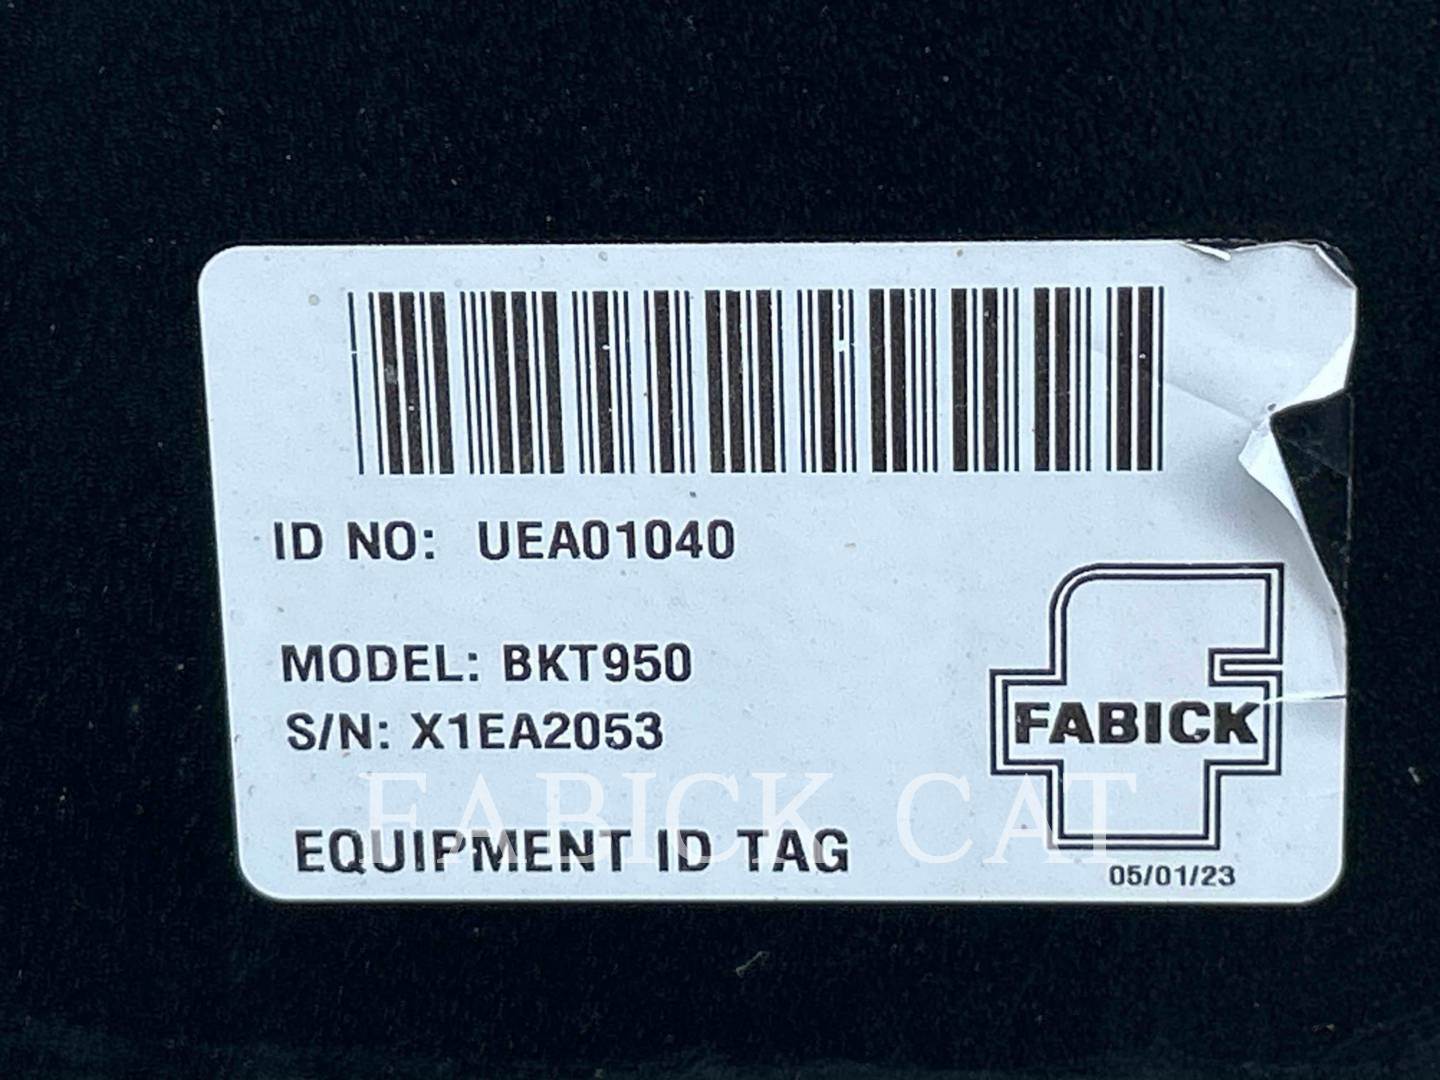 ID NO: UEA01040
MODEL: BKT950
S/N: X1EA2053
FABICK
FABICK CAT
EQUIPMENT ID TAG
05/01/23